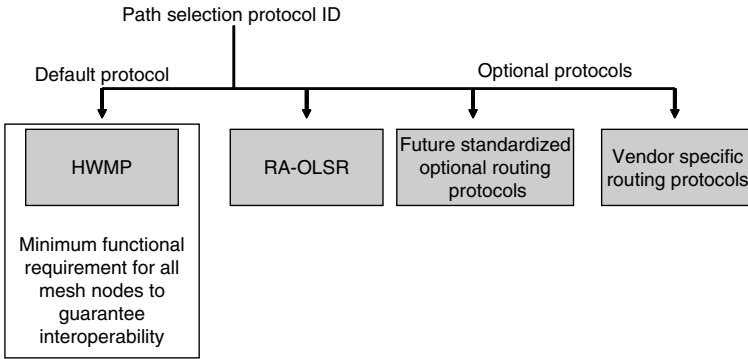 Path selection protocol ID
Default protocol
Optional protocols
HWMP
RA-OLSR
Future standardized
optional routing
protocols
Vendor specific
routing protocols
Minimum functional
requirement for all
mesh nodes to
guarantee
interoperability